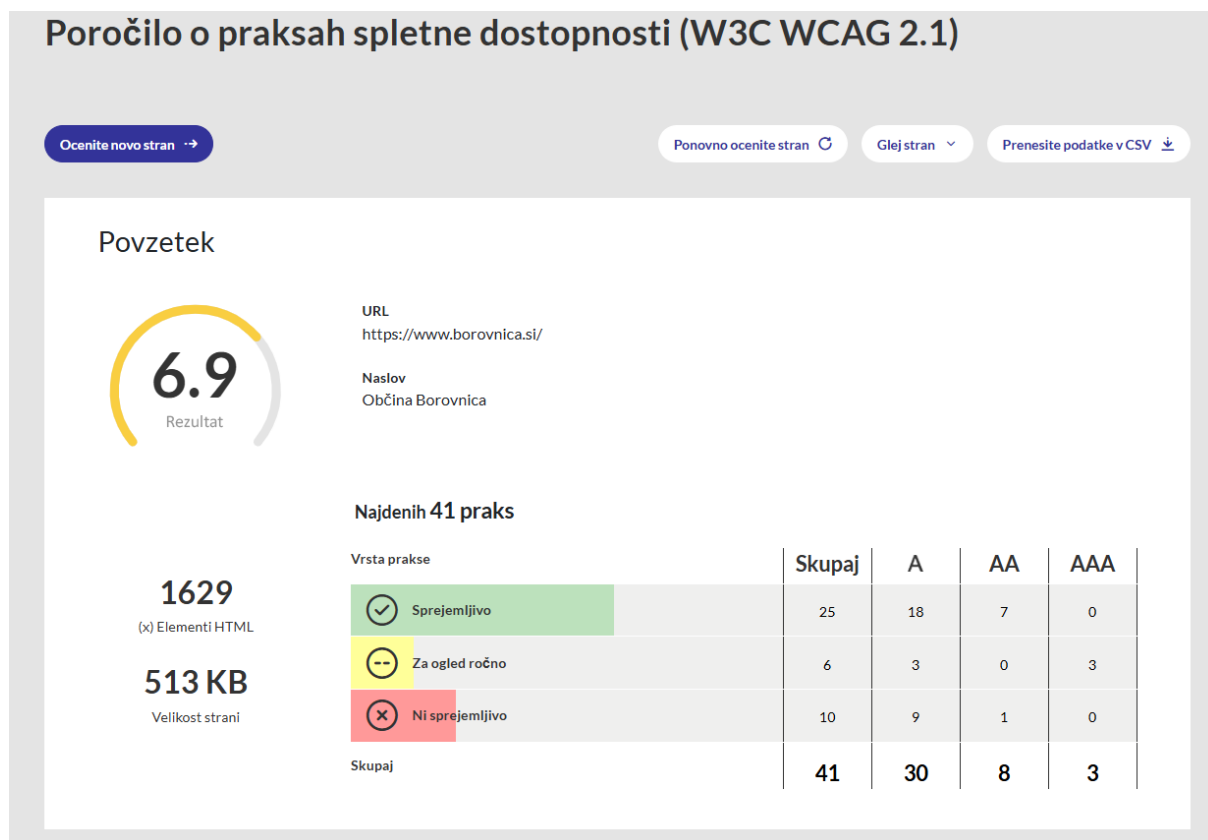 Poročilo o praksah spletne dostopnosti (W3C WCAG 2.1)
Ocenite novo stran
Ponovno ocenite stran
Glej stran
Prenesite podatke v CSV
Povzetek
6.9
Rezultat
URL
https://www.borovnica.si/
Naslov
Občina Borovnica
1629
(x) Elementi HTML
513 KB
Velikost strani
Najdenih 41 praks
Vrsta prakse Skupaj A AA AAA
Sprejemljivo 25 18 7 0
Za ogled ročno 6 3 0 3
Ni sprejemljivo 10 9 1 0
Skupaj 41 30 8 3